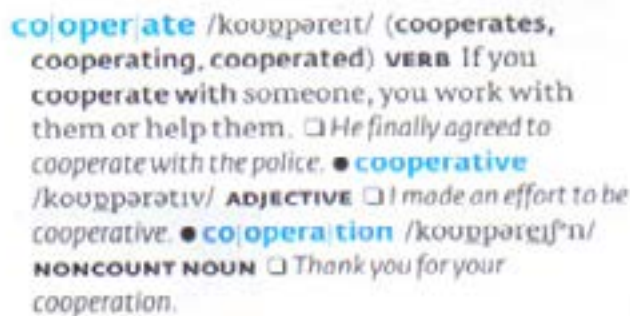 co|oper|ate /koʊɒpəreɪt/ (cooperates,
cooperating, cooperated) VERB If you
cooperate with someone, you work with
them or help them. ❑ He finally agreed to
cooperate with the police. ● cooperative
/koʊɒpərətɪv/ ADJECTIVE ❑ I made an effort to be
cooperative. ● co|opera|tion /koʊɒpəreɪʃᵊn/
NONCOUNT NOUN ❑ Thank you for your
cooperation.